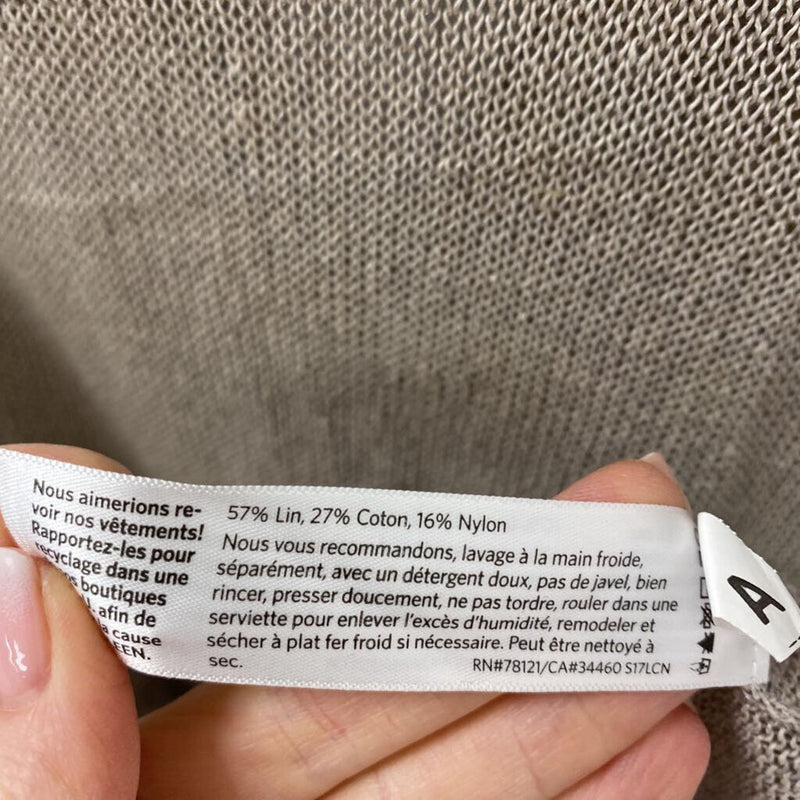 Nous aimerions re-
voir nos vêtements!
Rapportez-les pour
recyclage dans une
boutiques
afin de
cause
57% Lin, 27% Coton, 16% Nylon
Nous vous recommandons, lavage à la main froide,
séparément, avec un détergent doux, pas de javel, bien
rincer, presser doucement, ne pas tordre, rouler dans une
serviette pour enlever l'excès d'humidité, remodeler et
sécher à plat fer froid si nécessaire. Peut être nettoyé à
sec.
RN#78121/CA#34460 S17LCN
A